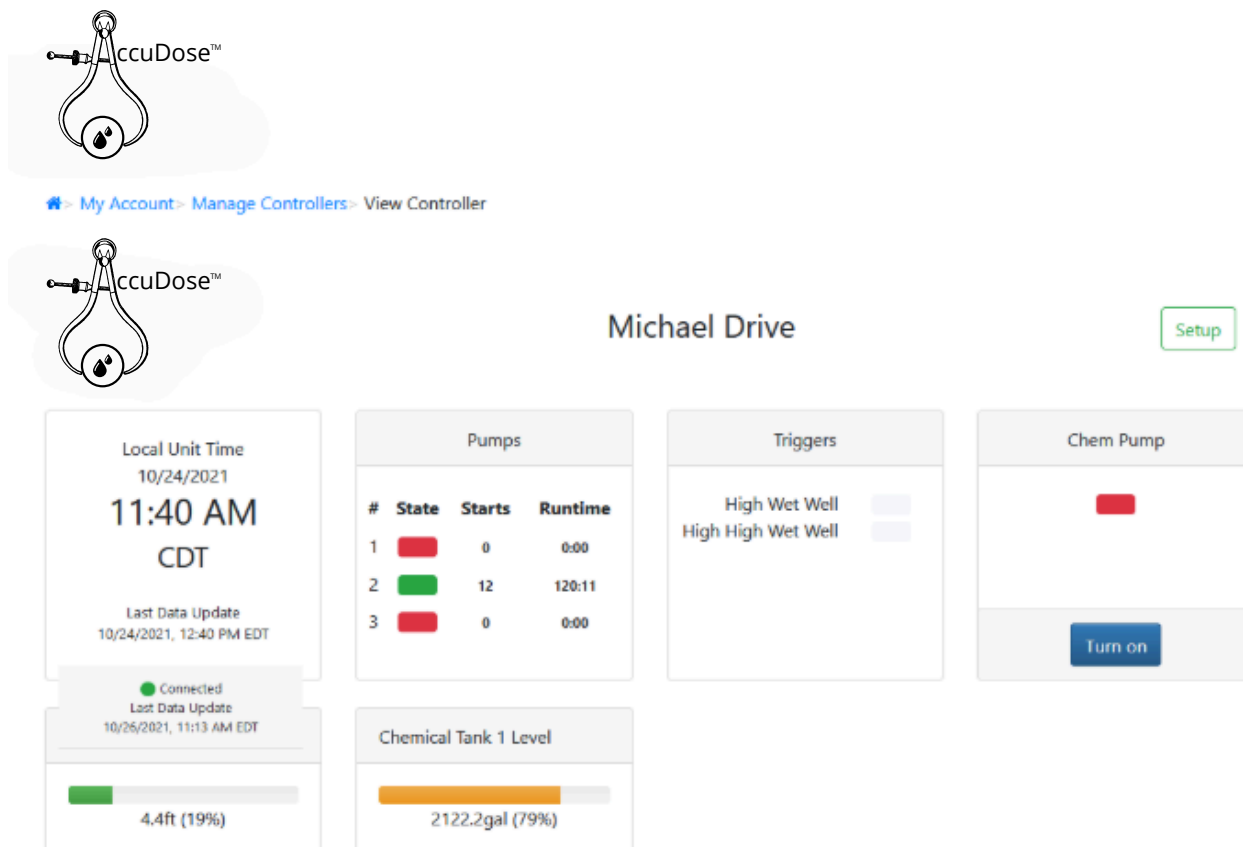 ccuDose™
> My Account> Manage Controllers> View Controller
ccuDose™
Michael Drive
Setup
Local Unit Time
10/24/2021
11:40 AM
CDT
Last Data Update
10/24/2021, 12:40 PM EDT
Pumps
# State Starts Runtime
1 0 0:00
2 12 120:11
3 0 0:00
Triggers
High Wet Well
High High Wet Well
Chem Pump
Turn on
Connected
Last Data Update
10/26/2021, 11:13 AM EDT
4.4ft (19%)
Chemical Tank 1 Level
2122.2gal (79%)